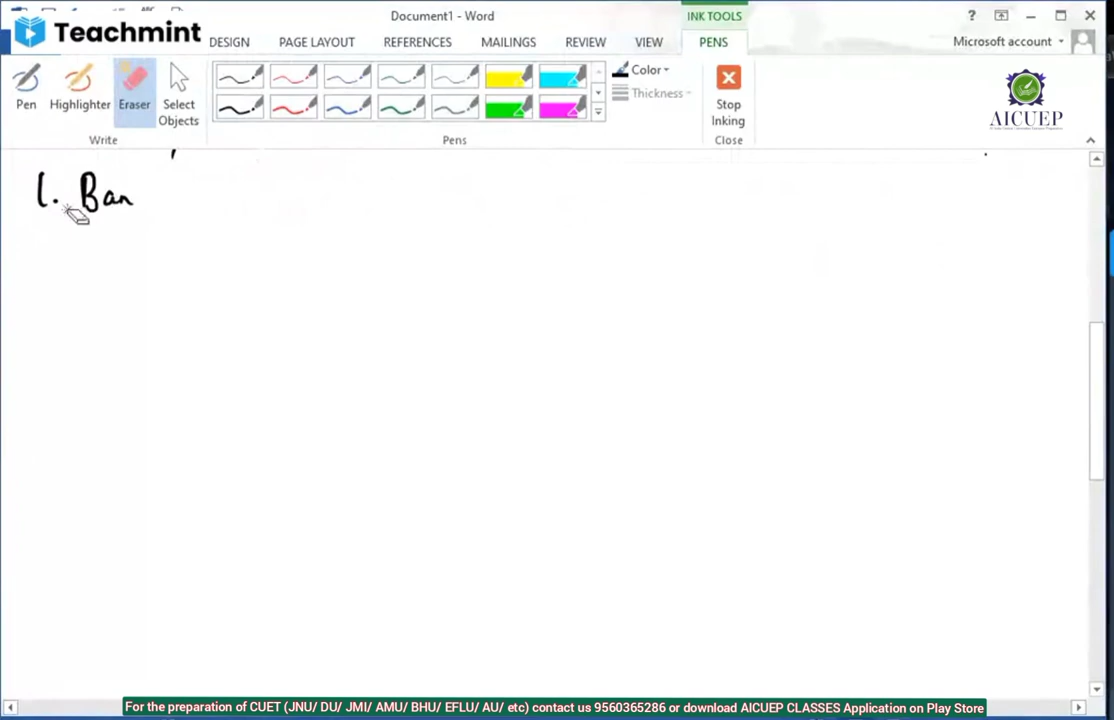 Document1 - Word
INK TOOLS
?
Teachmint
DESIGN
PAGE LAYOUT
REFERENCES
MAILINGS
REVIEW
VIEW
PENS
Microsoft account
Pen
Highlighter
Eraser
Select
Objects
Color
Thickness
Stop
Inking
AICUEP
Write
Pens
Close
1. Ban
For the preparation of CUET (JNU/ DU/ JMI/ AMU/ BHU/ EFLU/ AU/ etc) contact us 9560365286 or download AICUEP CLASSES Application on Play Store